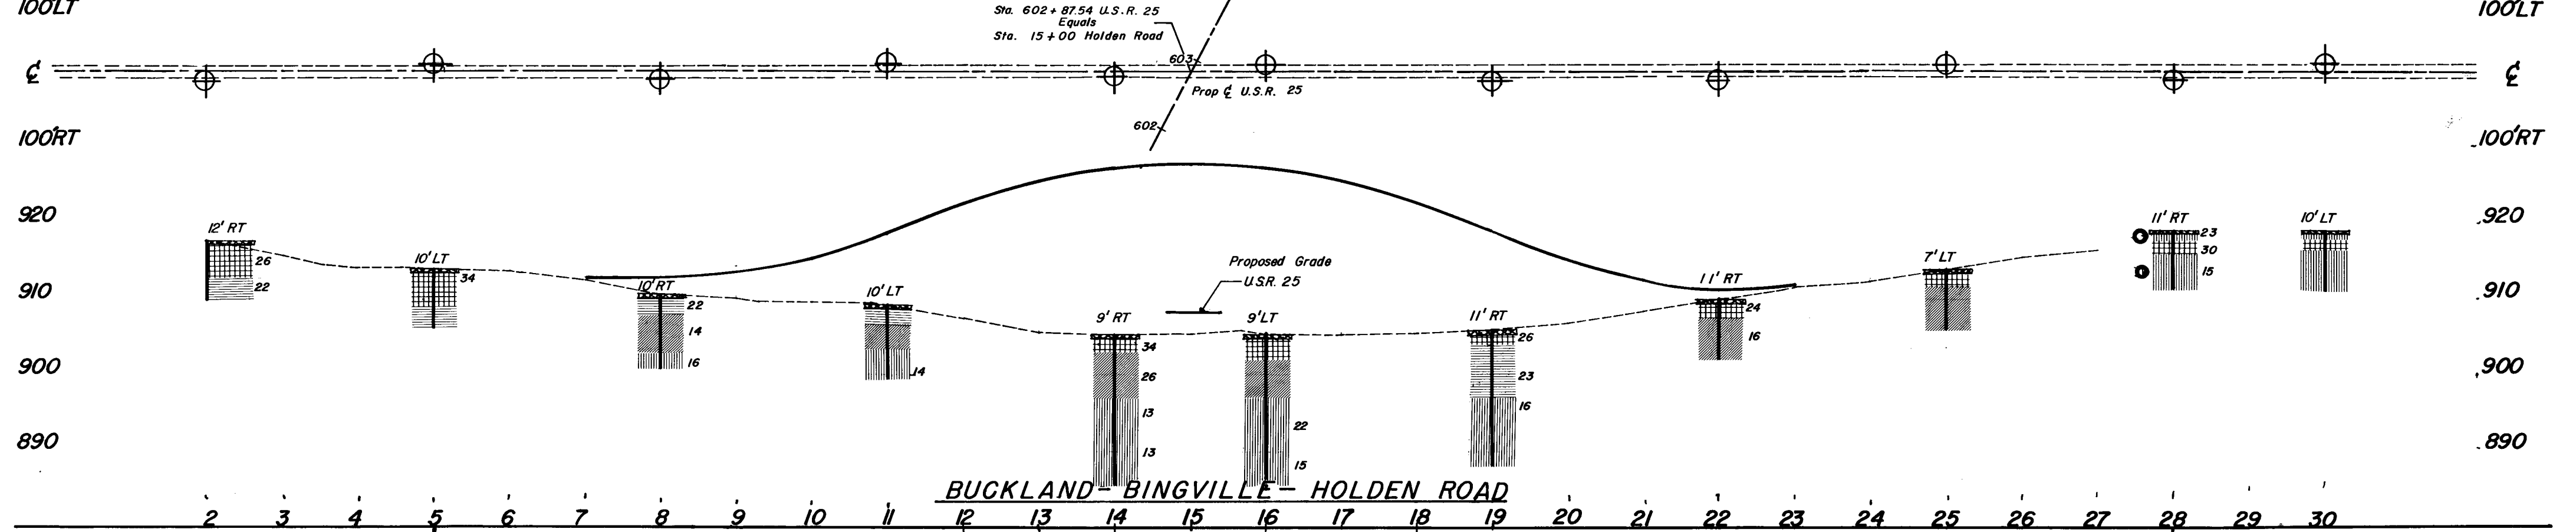 100'LT
Sta. 602 + 87.54 U.S.R. 25
Equals
Sta. 15 + 00 Holden Road
100'LT
℄
603
℄
Prop ℄ U.S.R. 25
602
100'RT
100'RT
920
920
12' RT
11' RT
10' LT
23
30
26
10' LT
34
7' LT
Proposed Grade
U.S.R. 25
15
22
910
910
10' RT
10' LT
11' RT
22
24
14
9' RT
9' LT
11' RT
26
16
34
16
900
14
26
23
900
13
16
22
890
13
15
890
BUCKLAND - BINGVILLE - HOLDEN ROAD
2 3 4 5 6 7 8 9 10 11 12 13 14 15 16 17 18 19 20 21 22 23 24 25 26 27 28 29 30